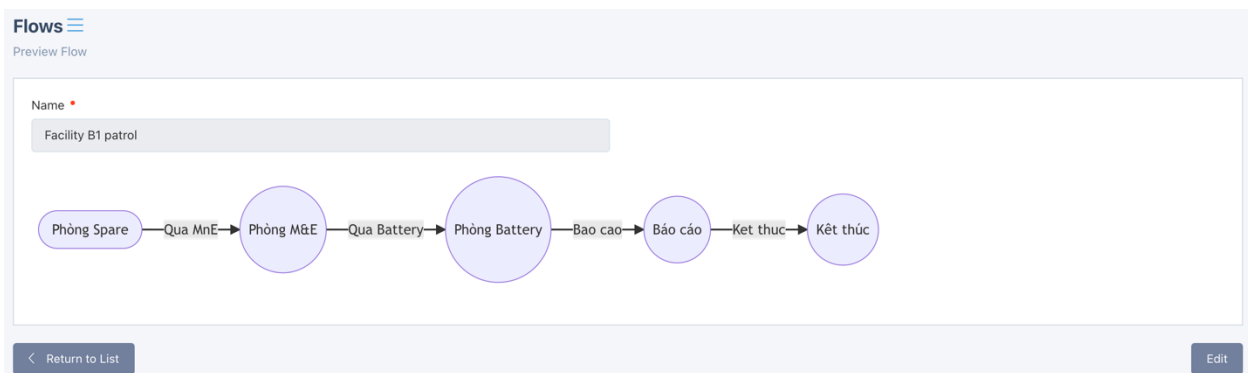 Flows
Preview Flow
Name *
Facility B1 patrol
Phòng Spare Qua MnE Phòng M&E Qua Battery Phòng Battery Bao cao Báo cáo Ket thuc Kêt thúc
Return to List
Edit